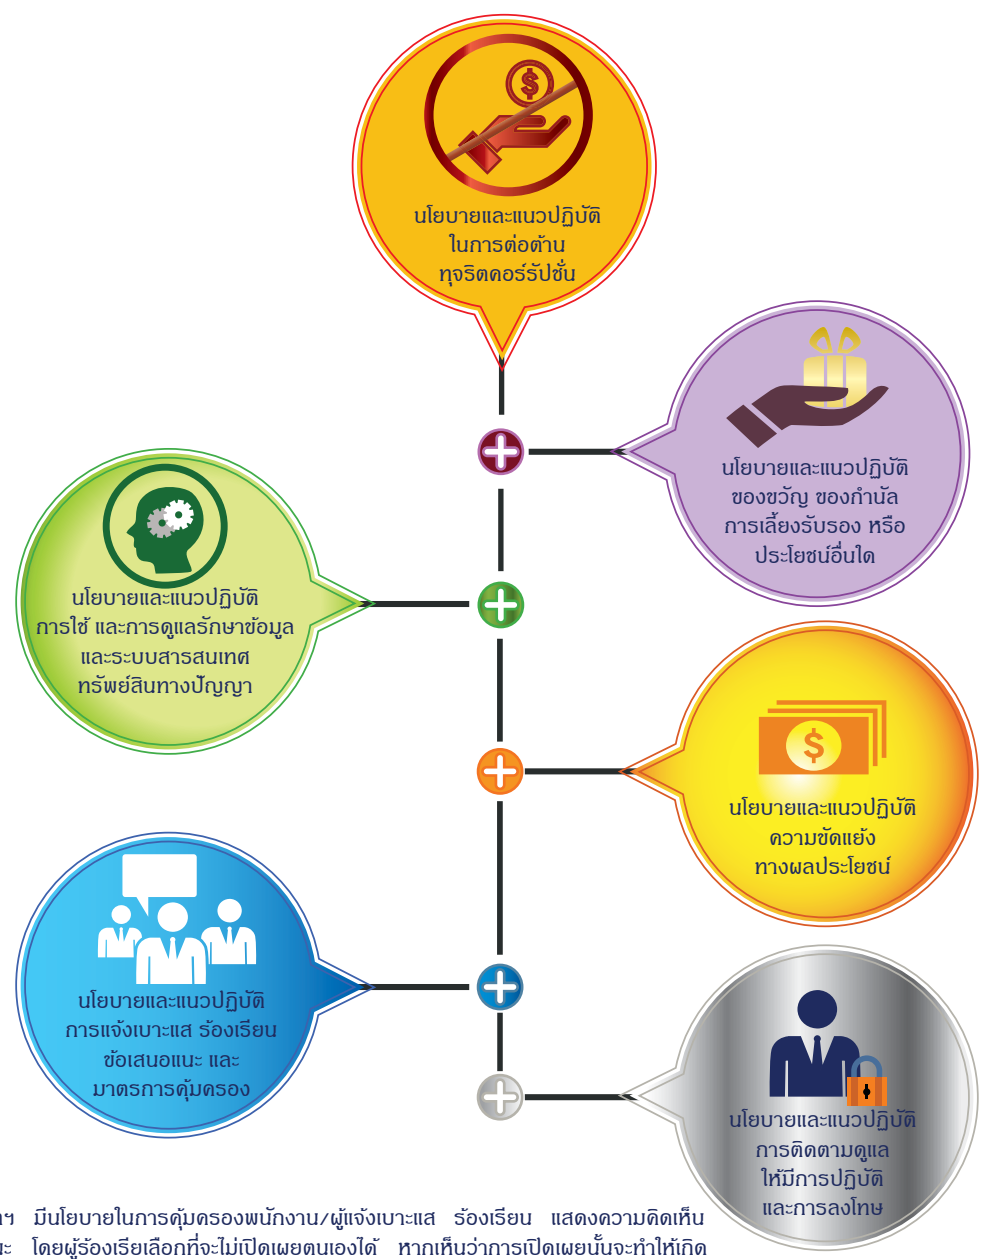 $
นโยบายและแนวปฏิบัติ
ในการต่อต้าน
ทุจริตคอร์รัปชั่น
นโยบายและแนวปฏิบัติ
ของขวัญ ของกำนัล
การเลี้ยงรับรอง หรือ
ประโยชน์อื่นใด
นโยบายและแนวปฏิบัติ
การใช้ และการดูแลรักษาข้อมูล
และระบบสารสนเทศ
ทรัพย์สินทางปัญญา
$
นโยบายและแนวปฏิบัติ
ความขัดแย้ง
ทางผลประโยชน์
นโยบายและแนวปฏิบัติ
การแจ้งเบาะแส ร้องเรียน
ข้อเสนอแนะ และ
มาตรการคุ้มครอง
นโยบายและแนวปฏิบัติ
การติดตามดูแล
ให้มีการปฏิบัติ
และการลงโทษ
มีนโยบายในการคุ้มครองพนักงาน/ผู้แจ้งเบาะแส ร้องเรียน แสดงความคิดเห็น
โดยผู้ร้องเรียเลือกที่จะไม่เปิดเผยตนเองได้ หากเห็นว่าการเปิดเผยนั้นจะทำให้เกิด